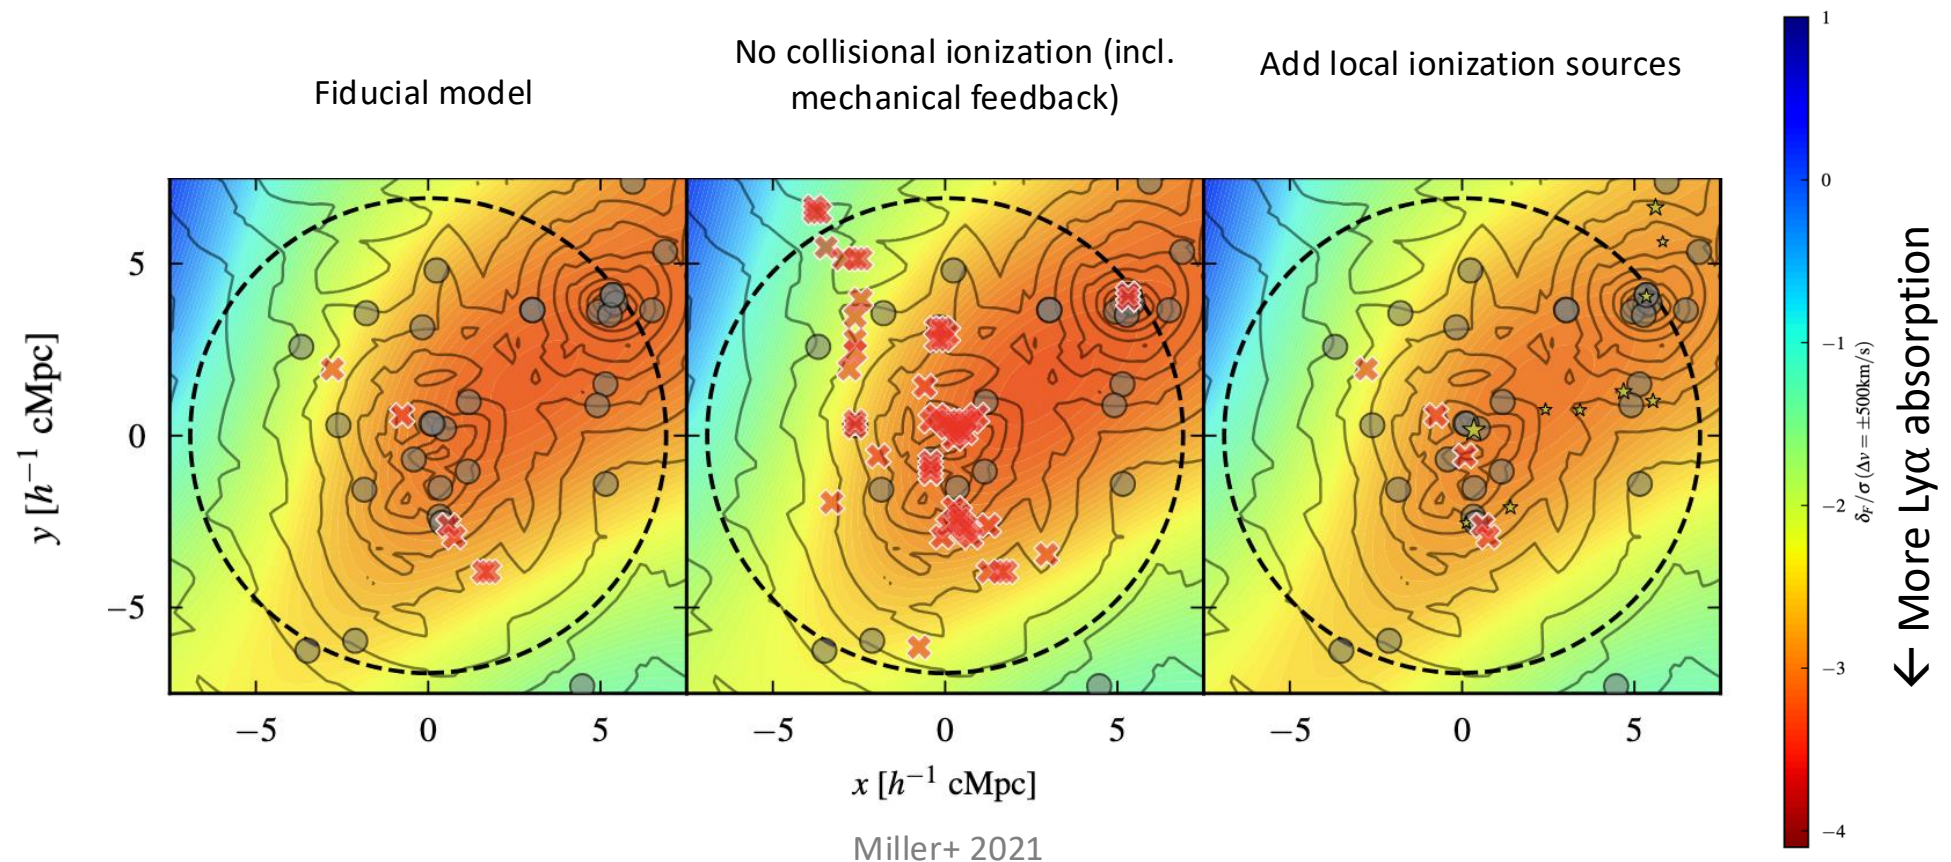 Fiducial model
No collisional ionization (incl.
mechanical feedback)
Add local ionization sources
y [h⁻¹ cMpc]
5
0
−5
−5
0
5
−5
0
5
−5
0
5
x [h⁻¹ cMpc]
1
0
−1
−2
−3
−4
δ_F/σ (Δv = ±500km/s)
← More Lyα absorption
Miller+ 2021